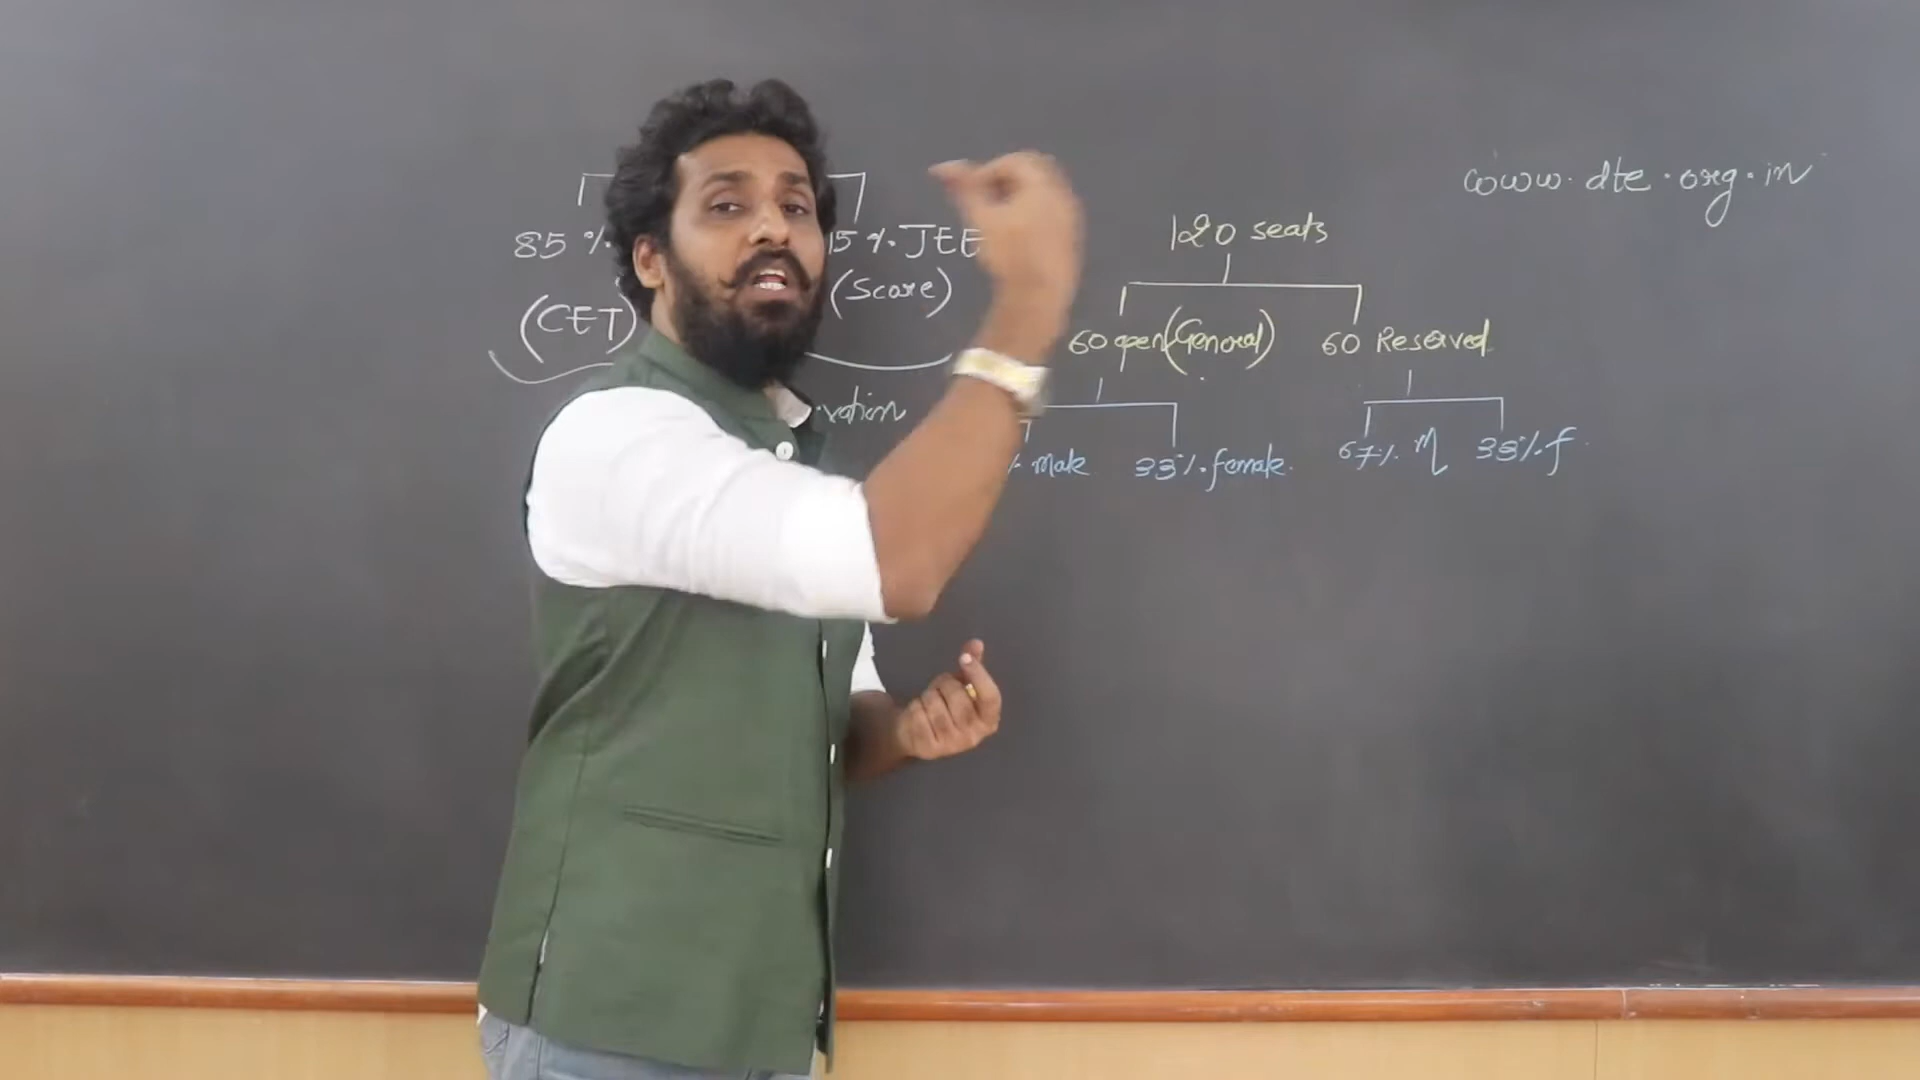 www.dte.org.in
85 %
15 %. JEE
(CET)
(Score)
120 seats
60 open (General)
60 Reserved
% male
33%. female.
67%. M
33%. f.